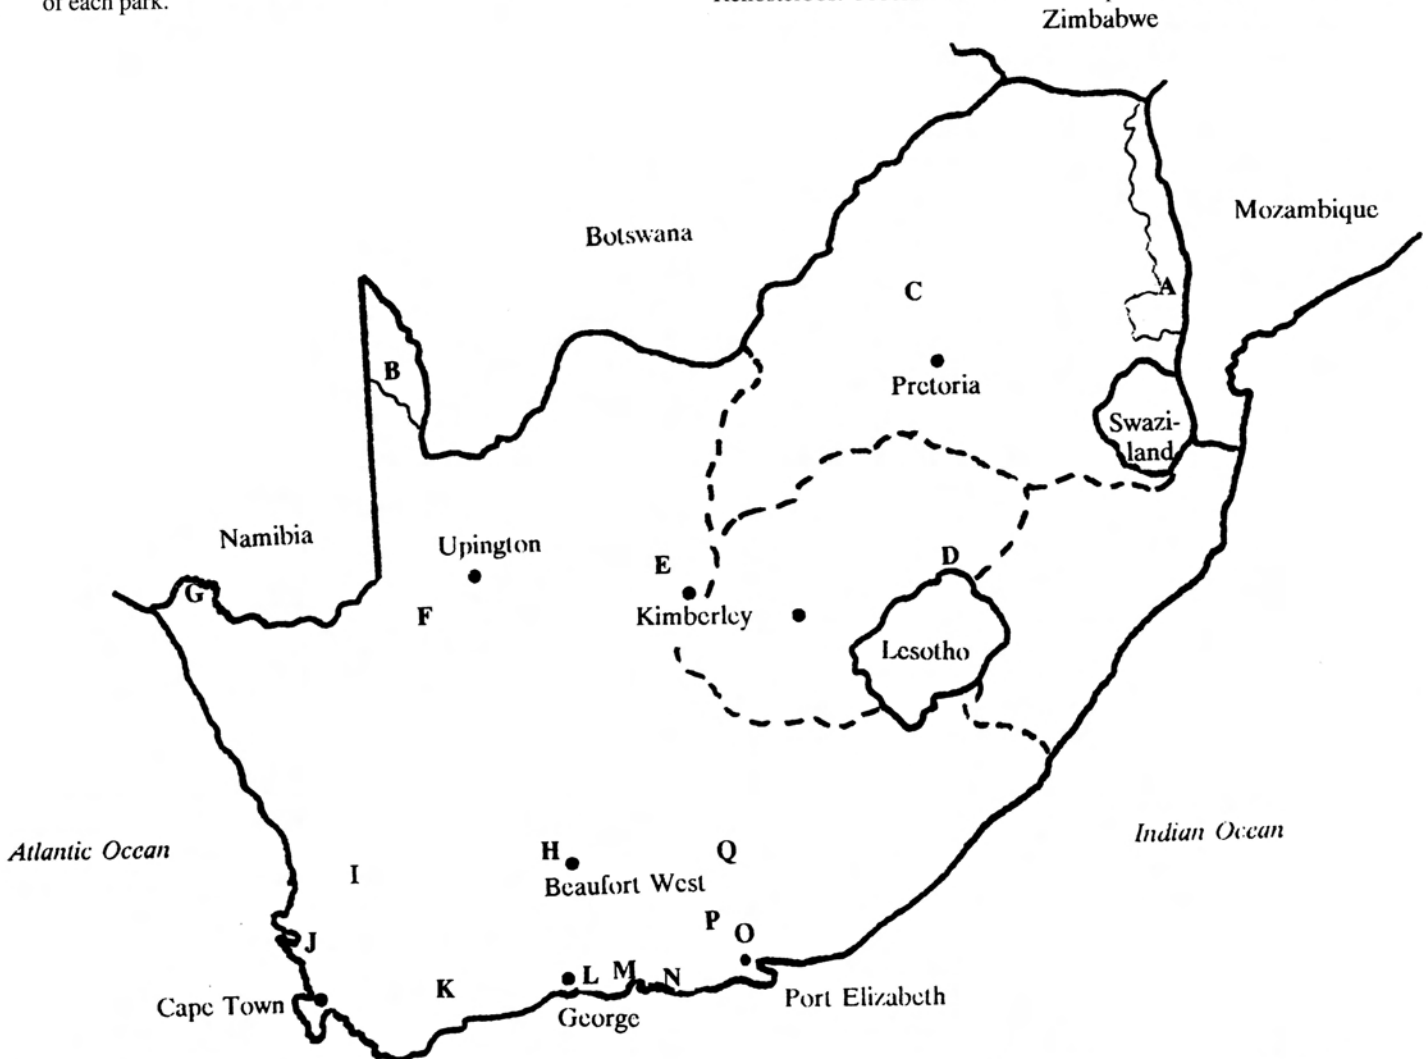 of each park.
Zimbabwe
Mozambique
Botswana
A
C
B
Pretoria
Swazi-
land
Namibia
Upington
E
D
G
F
Kimberley
Lesotho
Atlantic Ocean
Indian Ocean
H
Q
I
Beaufort West
P
O
J
L
M
N
K
Cape Town
George
Port Elizabeth